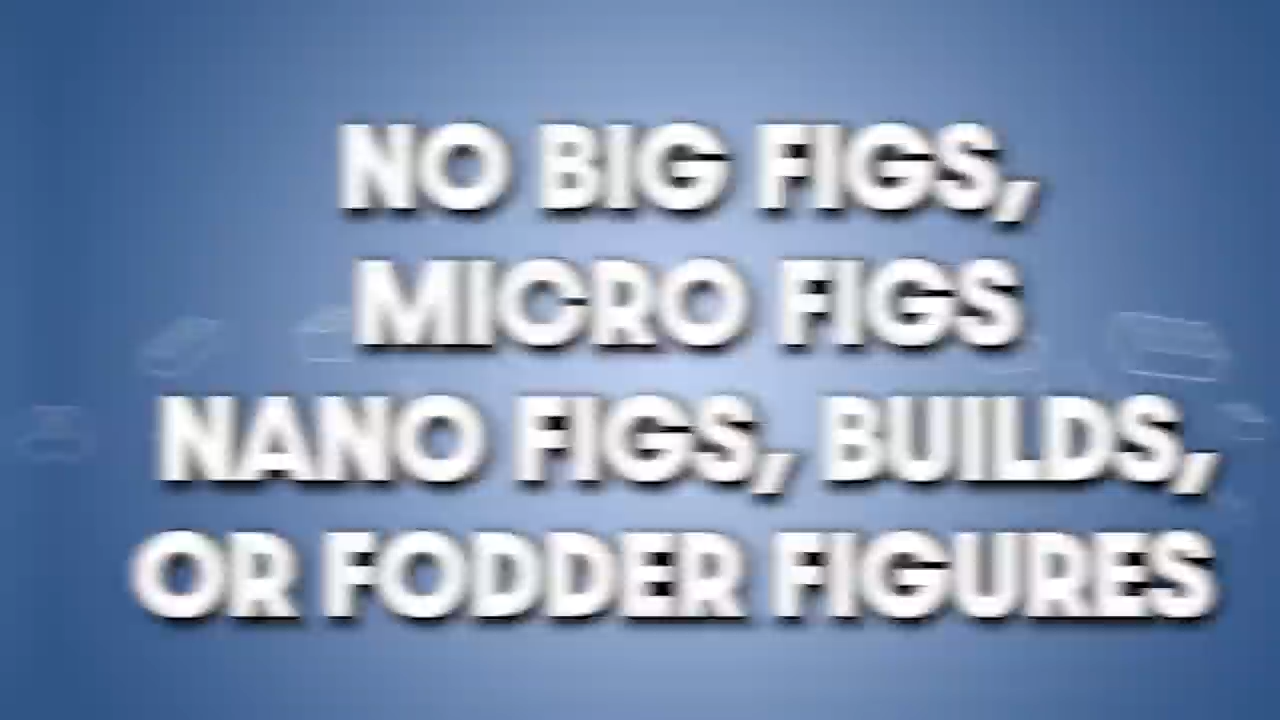 NO BIG FIGS,
MICRO FIGS
NANO FIGS, BUILDS,
OR FODDER FIGURES